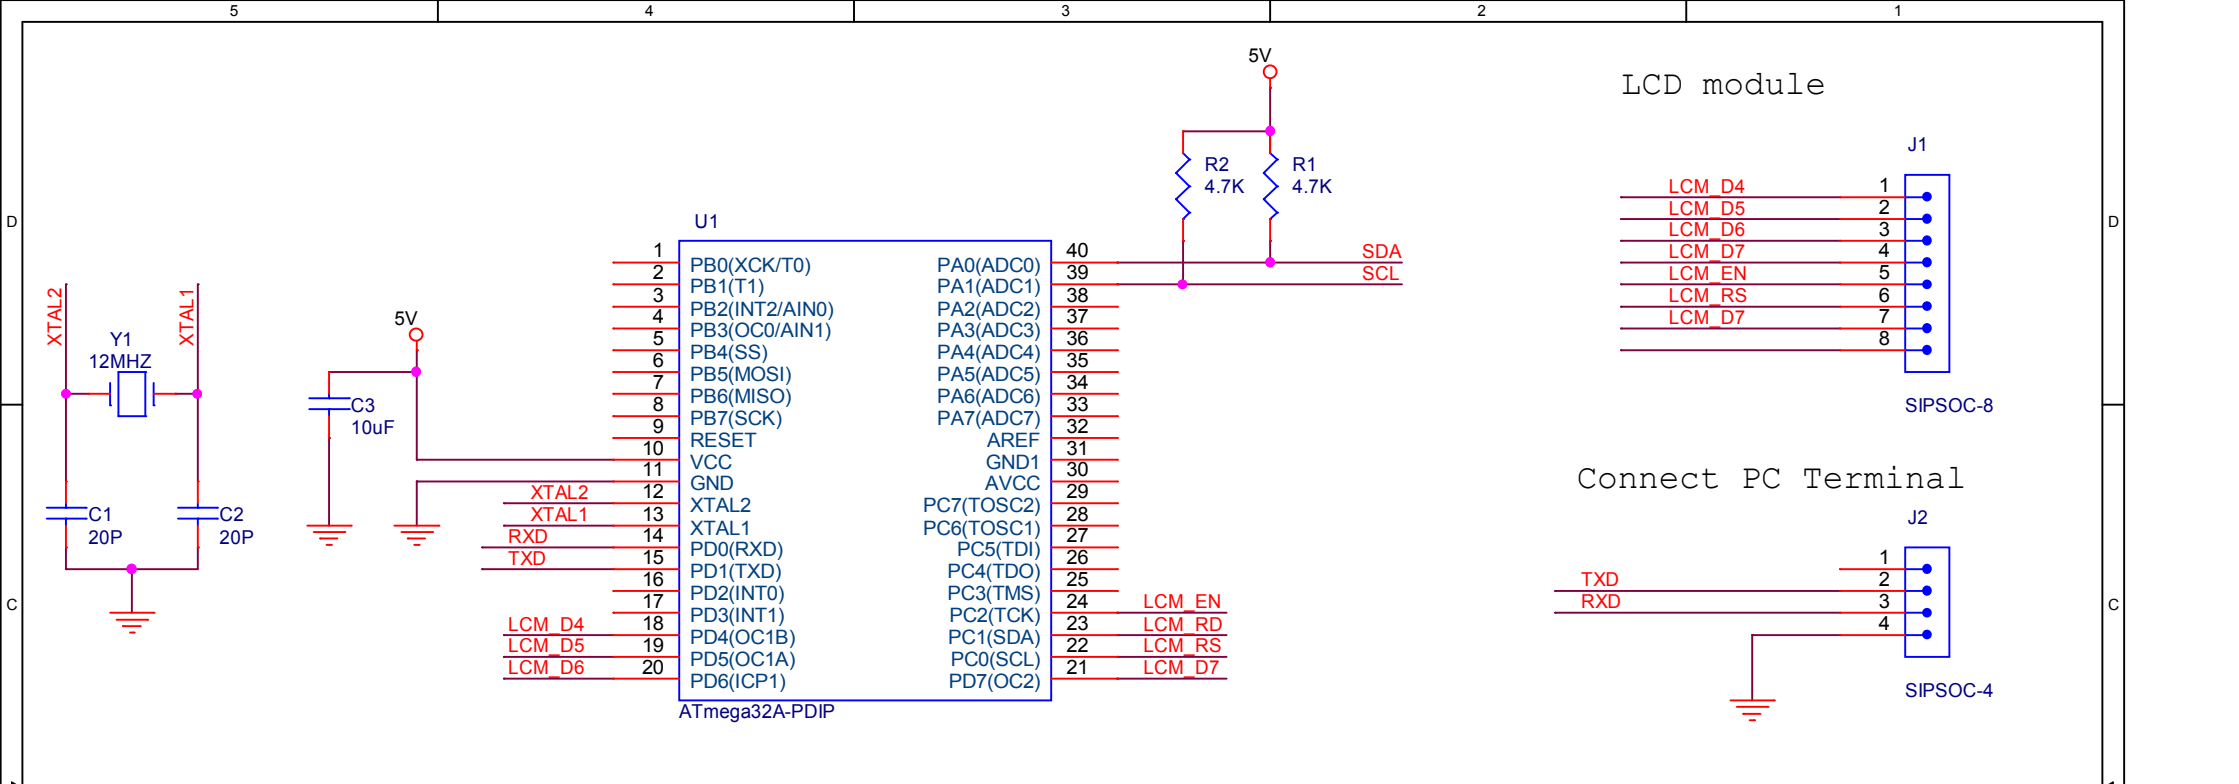 5 4 3 2 1
5V
LCD module
J1
R2
4.7K
R1
4.7K
LCM_D4 1
LCM_D5 2
LCM_D6 3
LCM_D7 4
LCM_EN 5
LCM_RS 6
LCM_D7 7
8
SIPSOC-8
D D
U1
1 PB0(XCK/T0) PA0(ADC0) 40 SDA
2 PB1(T1) PA1(ADC1) 39 SCL
3 PB2(INT2/AIN0) PA2(ADC2) 38
4 PB3(OC0/AIN1) PA3(ADC3) 37
5 PB4(SS) PA4(ADC4) 36
6 PB5(MOSI) PA5(ADC5) 35
7 PB6(MISO) PA6(ADC6) 34
8 PB7(SCK) PA7(ADC7) 33
9 RESET AREF 32
10 VCC GND1 31
11 GND AVCC 30
XTAL2 12 XTAL2 PC7(TOSC2) 29
XTAL1 13 XTAL1 PC6(TOSC1) 28
RXD 14 PD0(RXD) PC5(TDI) 27
TXD 15 PD1(TXD) PC4(TDO) 26
16 PD2(INT0) PC3(TMS) 25
17 PD3(INT1) PC2(TCK) 24 LCM_EN
LCM_D4 18 PD4(OC1B) PC1(SDA) 23 LCM_RD
LCM_D5 19 PD5(OC1A) PC0(SCL) 22 LCM_RS
LCM_D6 20 PD6(ICP1) PD7(OC2) 21 LCM_D7
ATmega32A-PDIP
XTAL2
XTAL1
Y1
12MHZ
C1
20P
C2
20P
5V
C3
10uF
Connect PC Terminal
J2
1
TXD 2
RXD 3
4
SIPSOC-4
C C